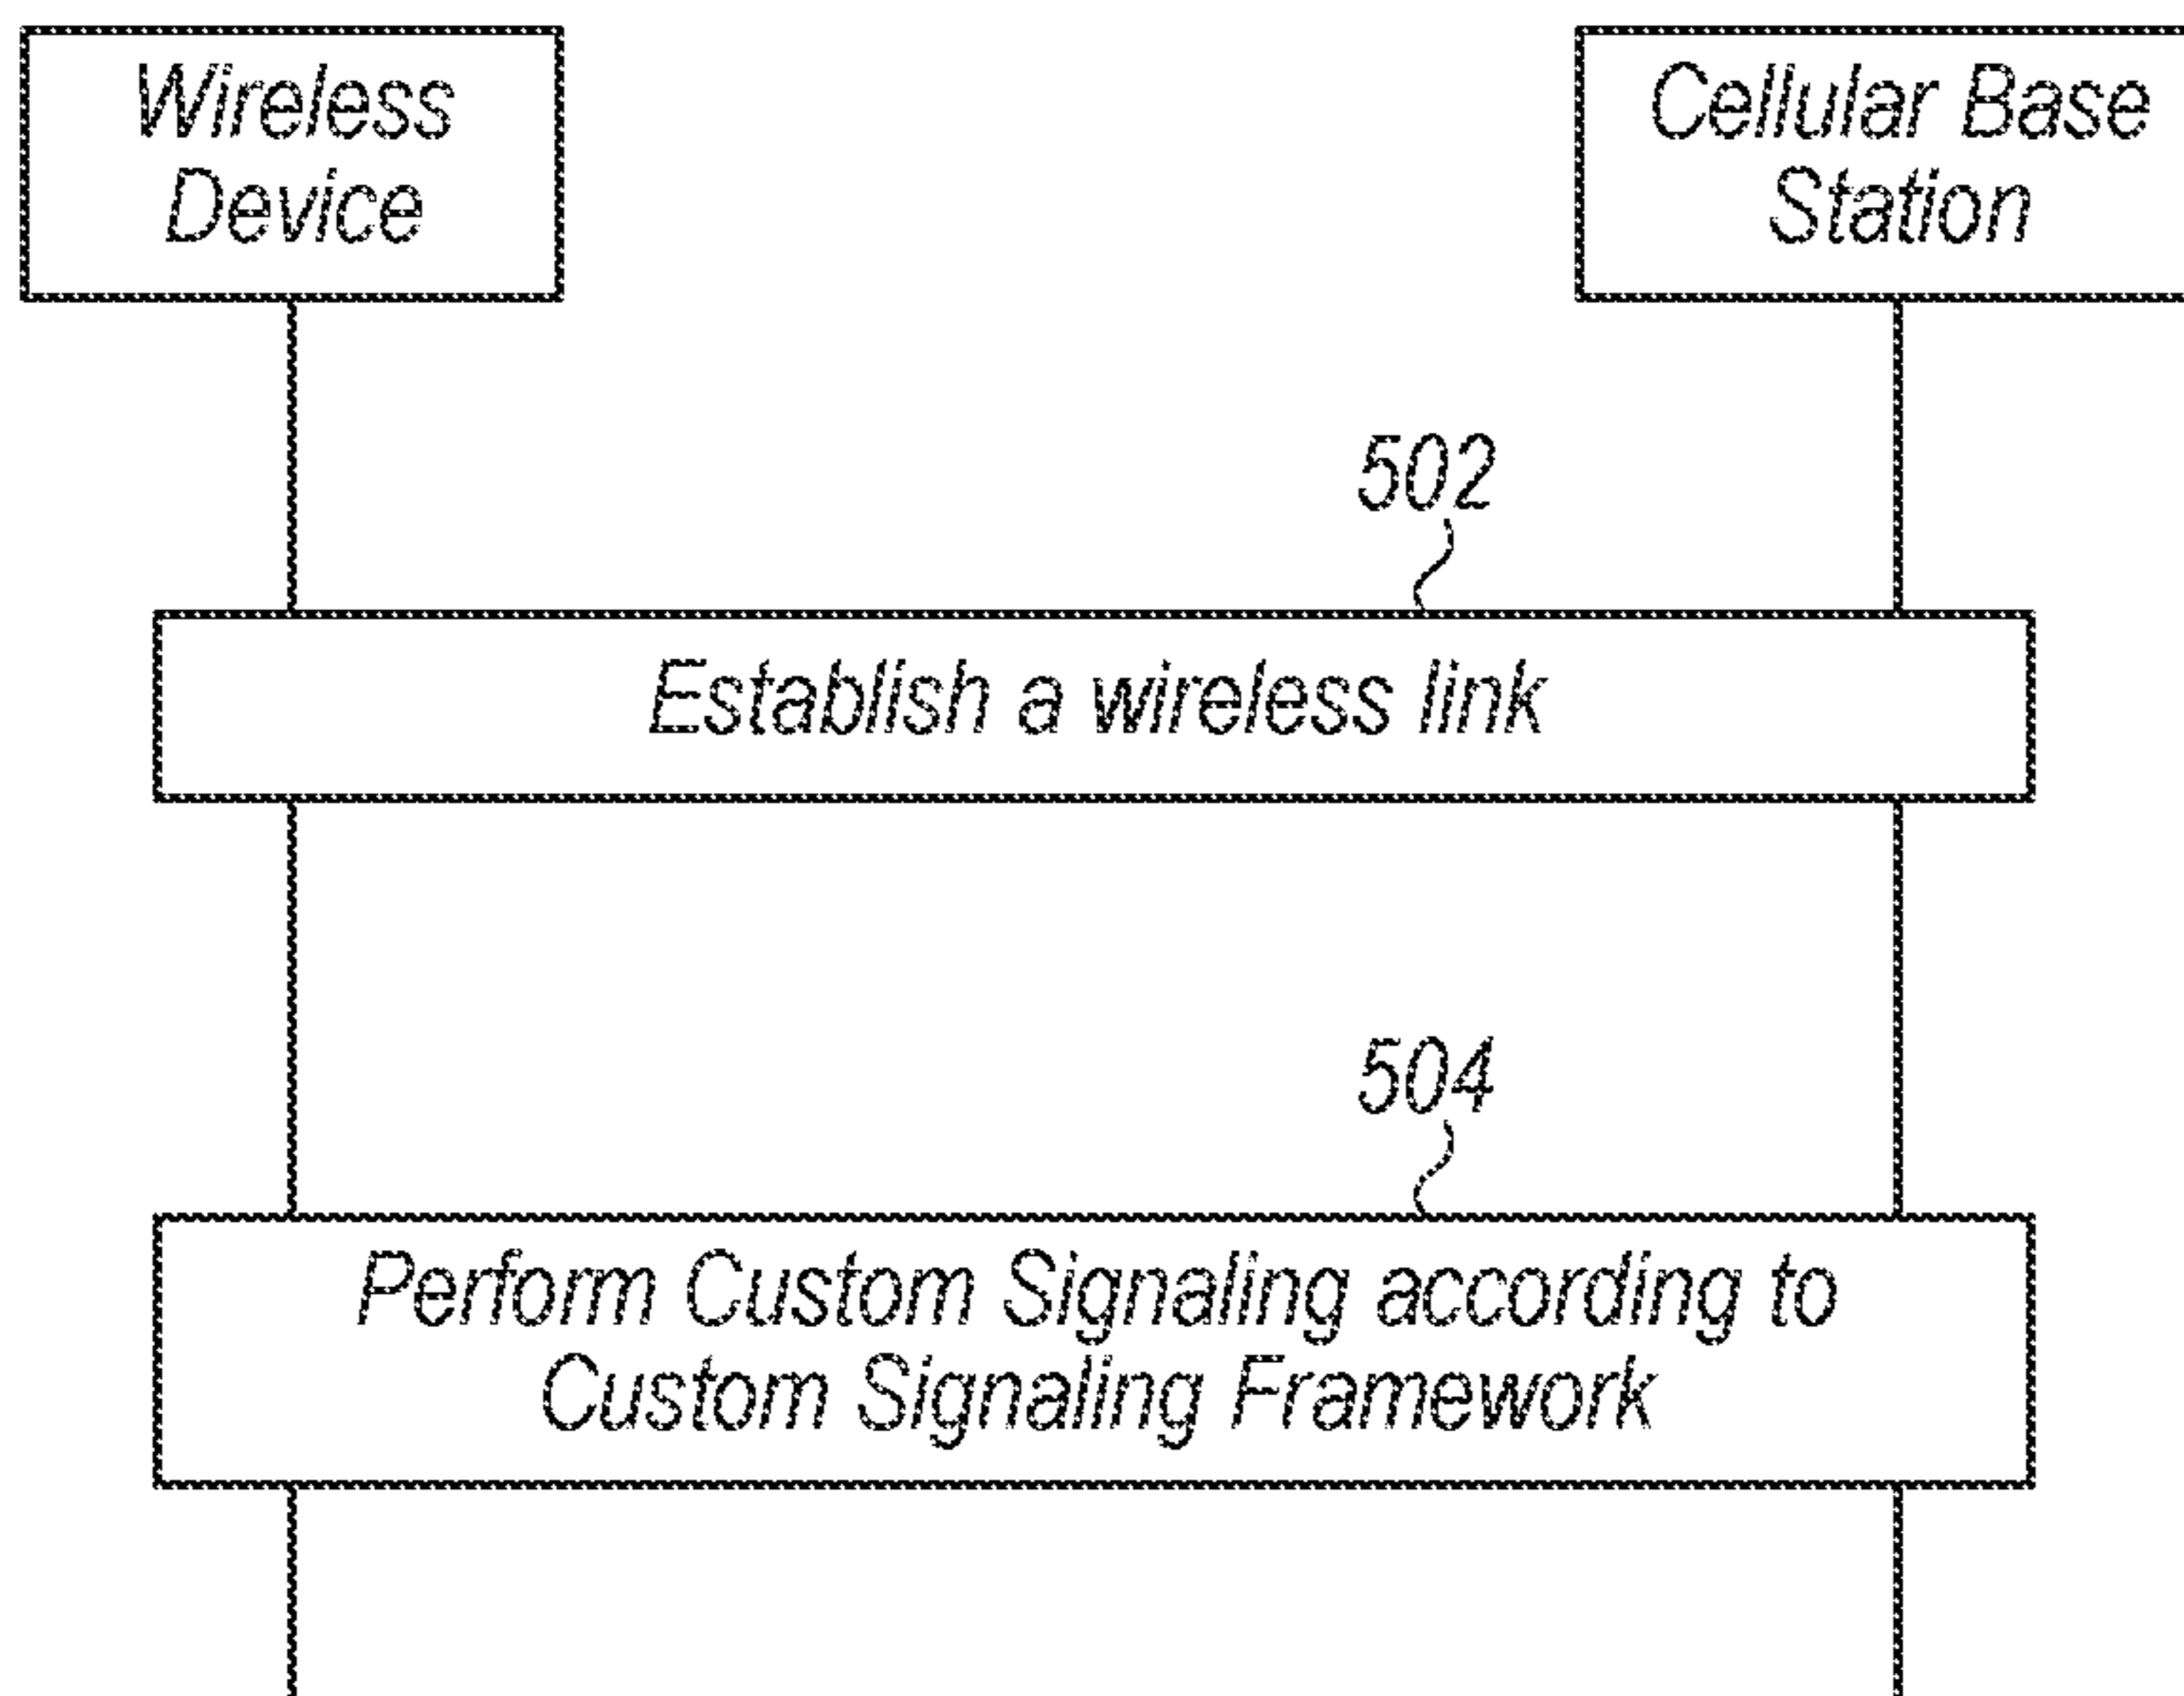 Wireless
Device
Cellular Base
Station
502
Establish a wireless link
504
Perform Custom Signaling according to
Custom Signaling Framework